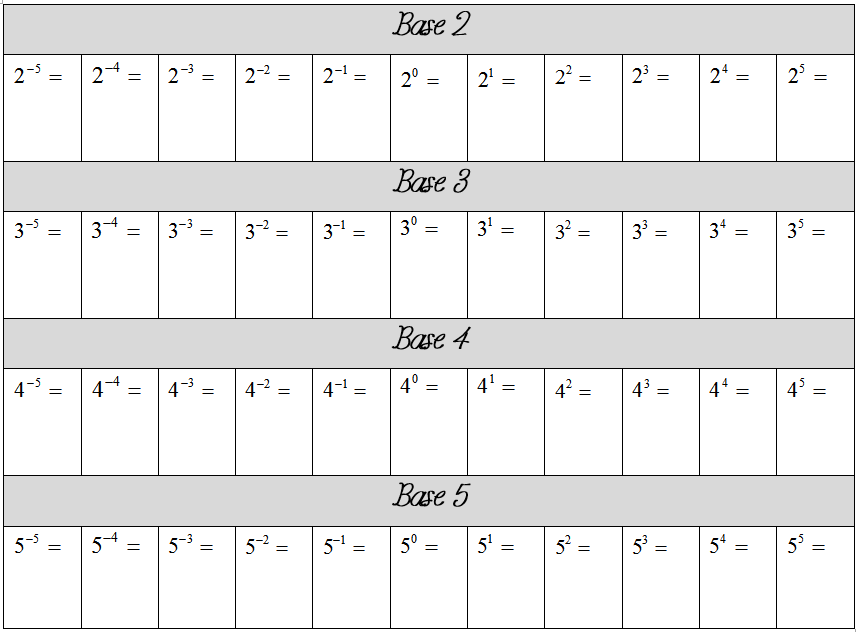 Base 2
2⁻⁵ = 2⁻⁴ = 2⁻³ = 2⁻² = 2⁻¹ = 2⁰ = 2¹ = 2² = 2³ = 2⁴ = 2⁵ =
Base 3
3⁻⁵ = 3⁻⁴ = 3⁻³ = 3⁻² = 3⁻¹ = 3⁰ = 3¹ = 3² = 3³ = 3⁴ = 3⁵ =
Base 4
4⁻⁵ = 4⁻⁴ = 4⁻³ = 4⁻² = 4⁻¹ = 4⁰ = 4¹ = 4² = 4³ = 4⁴ = 4⁵ =
Base 5
5⁻⁵ = 5⁻⁴ = 5⁻³ = 5⁻² = 5⁻¹ = 5⁰ = 5¹ = 5² = 5³ = 5⁴ = 5⁵ =